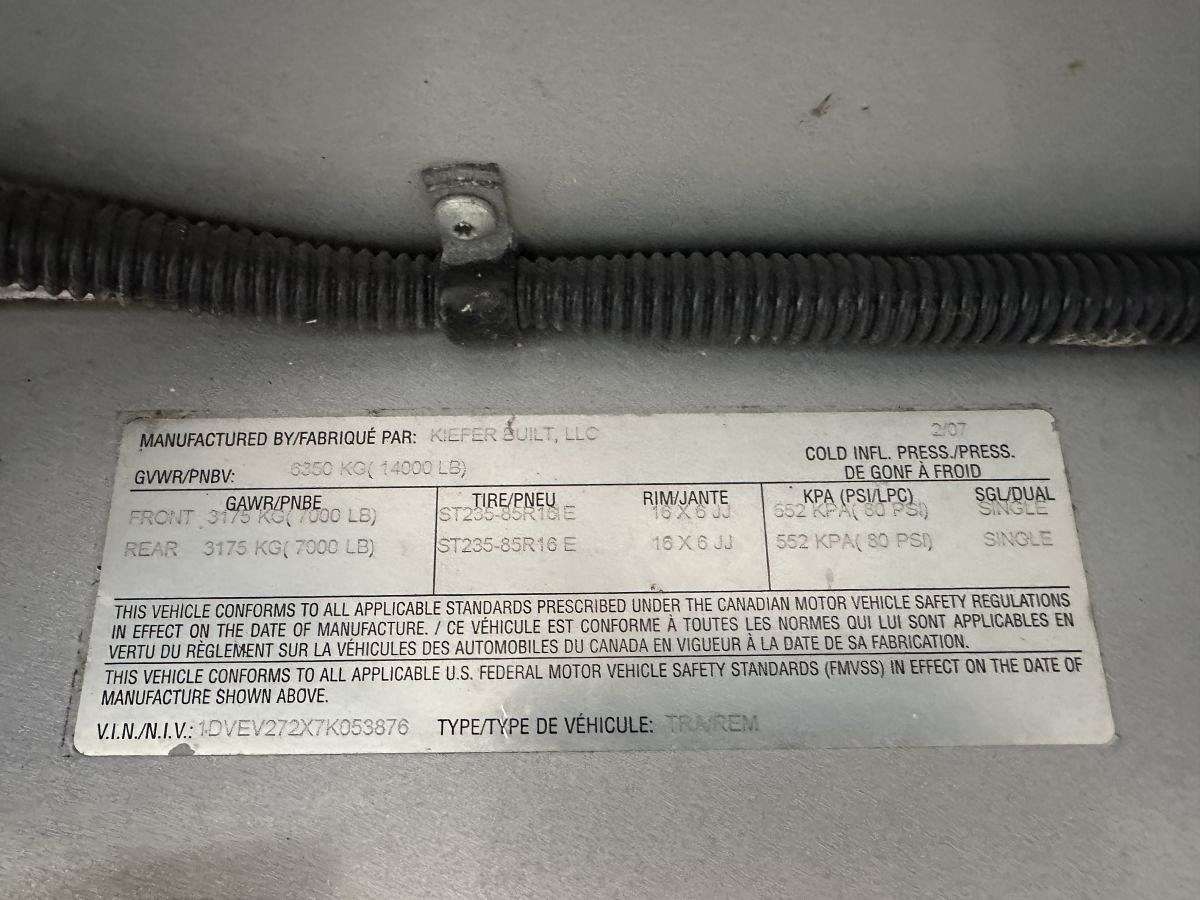 MANUFACTURED BY/FABRIQUÉ PAR: KIEFER BUILT, LLC 2/07
GVWR/PNBV: 6350 KG( 14000 LB) COLD INFL. PRESS./PRESS.
DE GONF À FROID
GAWR/PNBE TIRE/PNEU RIM/JANTE KPA (PSI/LPC) SGL/DUAL
FRONT 3175 KG( 7000 LB) ST235-85R16 E 16 X 6 JJ 552 KPA( 80 PSI) SINGLE
REAR 3175 KG( 7000 LB) ST235-85R16 E 16 X 6 JJ 552 KPA( 80 PSI) SINGLE
THIS VEHICLE CONFORMS TO ALL APPLICABLE STANDARDS PRESCRIBED UNDER THE CANADIAN MOTOR VEHICLE SAFETY REGULATIONS
IN EFFECT ON THE DATE OF MANUFACTURE. / CE VÉHICULE EST CONFORME À TOUTES LES NORMES QUI LUI SONT APPLICABLES EN
VERTU DU RÈGLEMENT SUR LA VÉHICULES DES AUTOMOBILES DU CANADA EN VIGUEUR À LA DATE DE SA FABRICATION.
THIS VEHICLE CONFORMS TO ALL APPLICABLE U.S. FEDERAL MOTOR VEHICLE SAFETY STANDARDS (FMVSS) IN EFFECT ON THE DATE OF
MANUFACTURE SHOWN ABOVE.
V.I.N./N.I.V.: 1DVEV272X7K053876 TYPE/TYPE DE VÉHICULE: TRA/REM